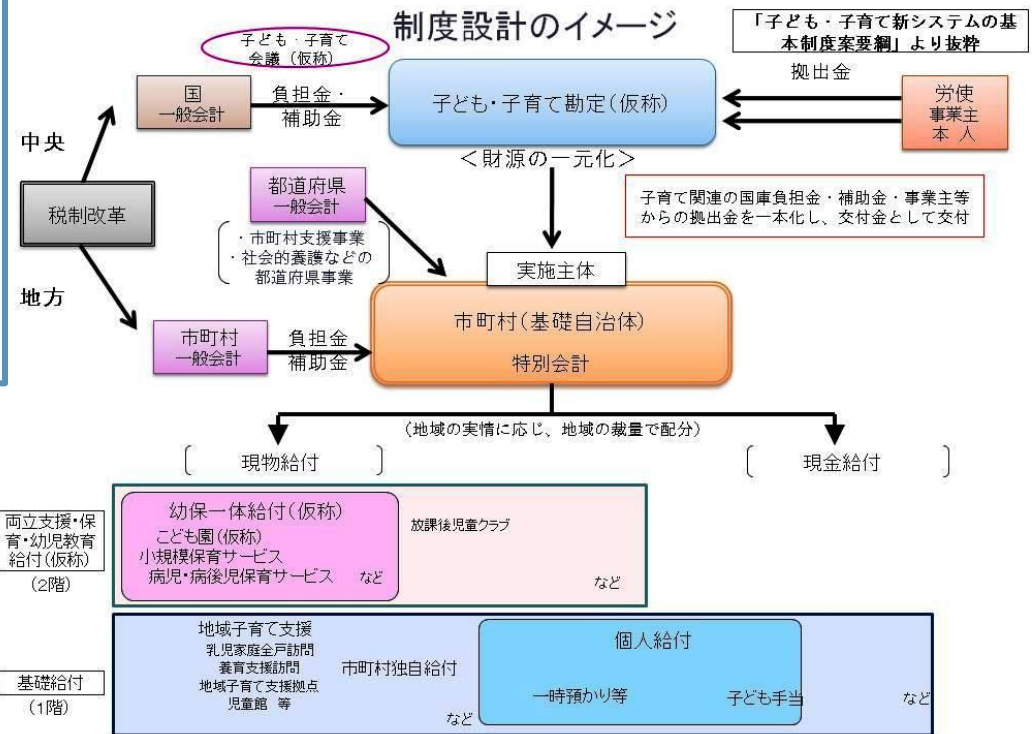 制度設計のイメージ
「子ども・子育て新システムの基
本制度案要綱」より抜粋
子ども・子育て
会議（仮称）
国
一般会計
負担金・
補助金
子ども・子育て勘定(仮称)
拠出金
労使
事業主
本人
中央
＜財源の一元化＞
税制改革
都道府県
一般会計
・市町村支援事業
・社会的養護などの
都道府県事業
子育て関連の国庫負担金・補助金・事業主等
からの拠出金を一本化し、交付金として交付
実施主体
地方
市町村(基礎自治体)
特別会計
市町村
一般会計
負担金
補助金
(地域の実情に応じ、地域の裁量で配分)
現物給付
現金給付
両立支援・保
育・幼児教育
給付(仮称)
(2階)
幼保一体給付(仮称)
こども園(仮称)
小規模保育サービス
病児・病後児保育サービス など
放課後児童クラブ
など
基礎給付
(1階)
地域子育て支援
乳児家庭全戸訪問
養育支援訪問
地域子育て支援拠点
児童館 等
市町村独自給付
など
個人給付
一時預かり等
子ども手当
など